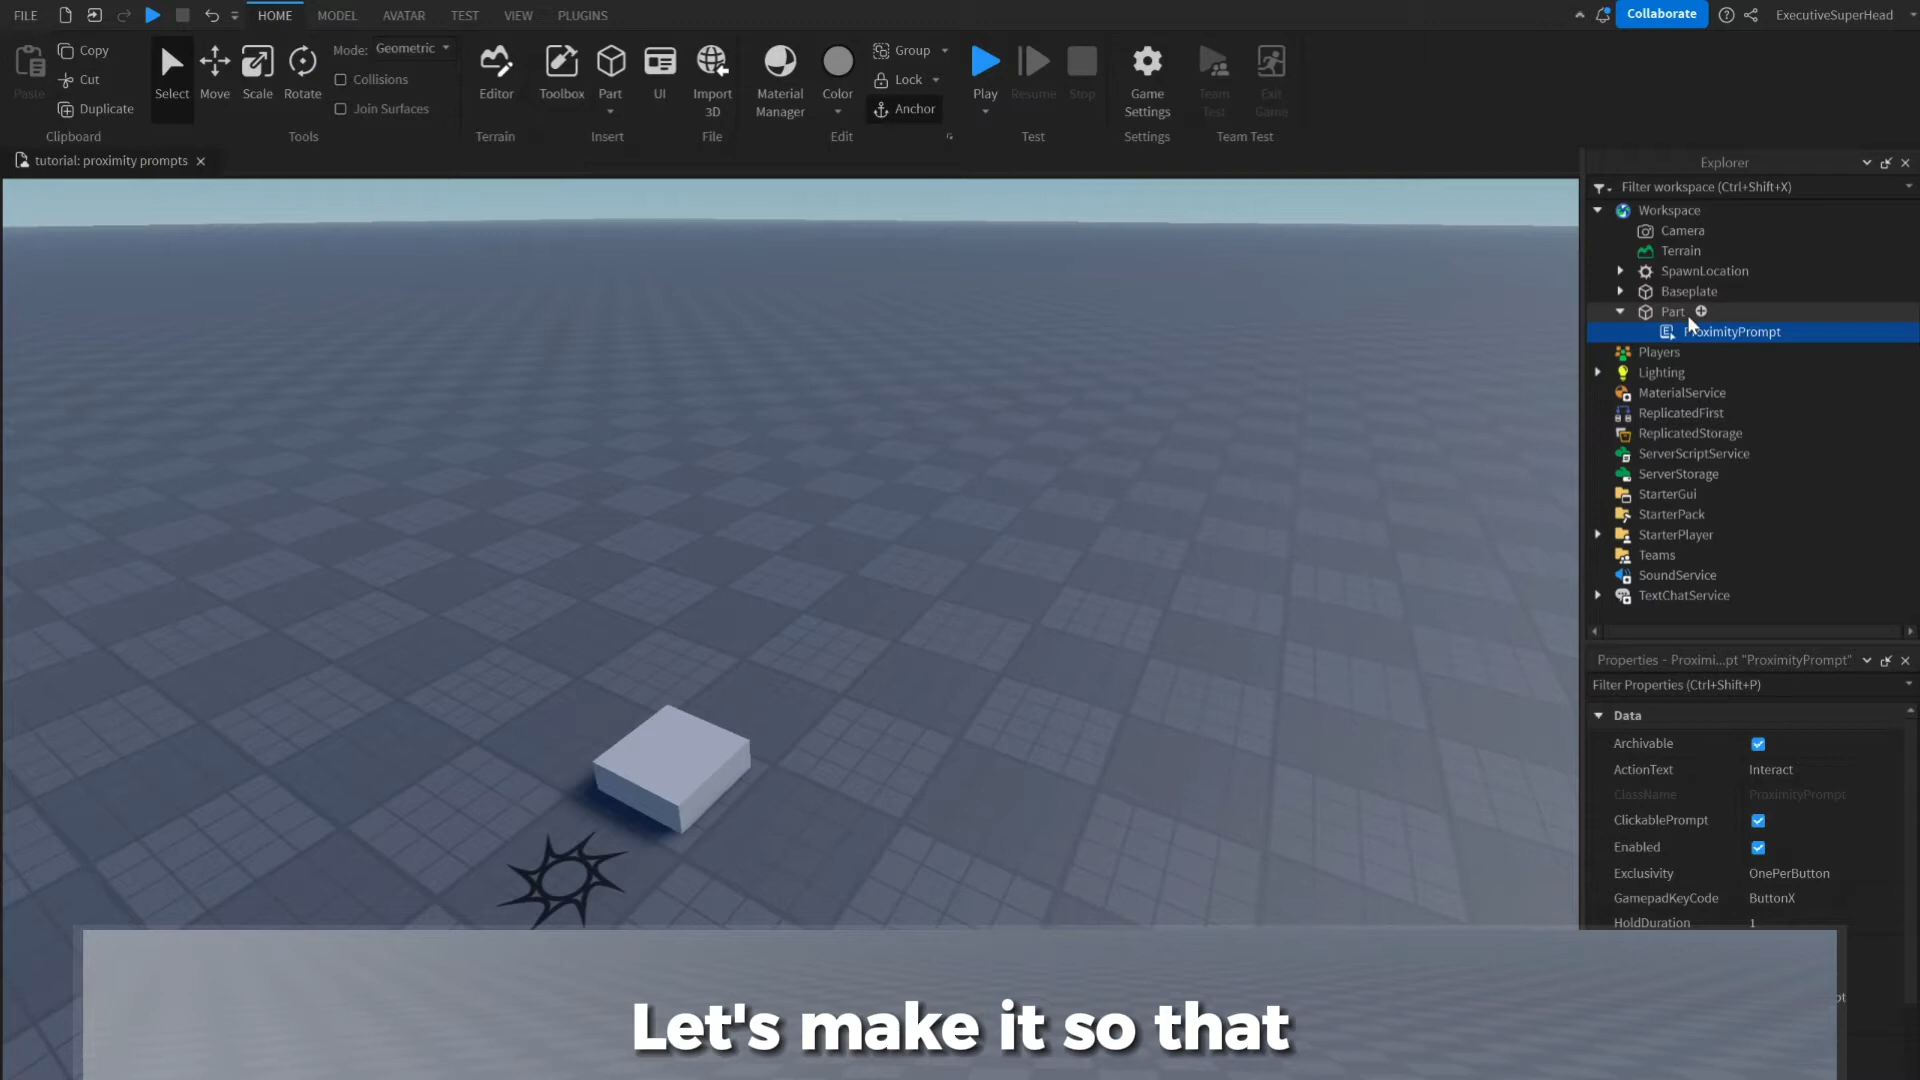 FILE HOME MODEL AVATAR TEST VIEW PLUGINS Collaborate ExecutiveSuperHead
Paste Copy Cut Duplicate Clipboard
Select Move Scale Rotate Mode: Geometric Collisions Join Surfaces Tools
Editor Terrain
Toolbox Part UI Insert
Import 3D File
Material Manager Color Group Lock Anchor Edit
Play Resume Stop Test
Game Settings Settings
Team Test Exit Game Team Test
tutorial: proximity prompts
Explorer
Filter workspace (Ctrl+Shift+X)
Workspace
Camera
Terrain
SpawnLocation
Baseplate
Part
ProximityPrompt
Players
Lighting
MaterialService
ReplicatedFirst
ReplicatedStorage
ServerScriptService
ServerStorage
StarterGui
StarterPack
StarterPlayer
Teams
SoundService
TextChatService
Properties - Proximi...pt "ProximityPrompt"
Filter Properties (Ctrl+Shift+P)
Data
Archivable
ActionText Interact
ClassName ProximityPrompt
ClickablePrompt
Enabled
Exclusivity OnePerButton
GamepadKeyCode ButtonX
HoldDuration 1
Let's make it so that